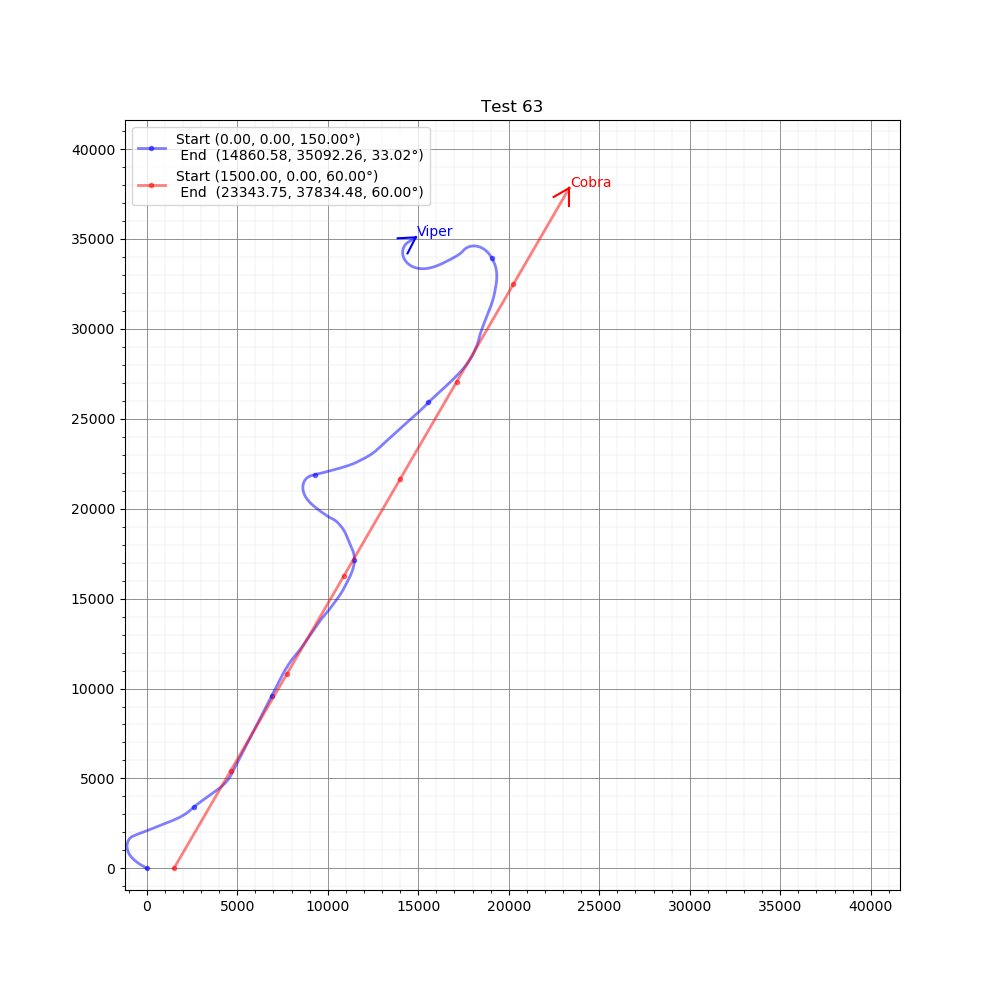 Test 63
Start (0.00, 0.00, 150.00°)
End  (14860.58, 35092.26, 33.02°)
Start (1500.00, 0.00, 60.00°)
End  (23343.75, 37834.48, 60.00°)
Cobra
Viper
40000
35000
30000
25000
20000
15000
10000
5000
0
0 5000 10000 15000 20000 25000 30000 35000 40000